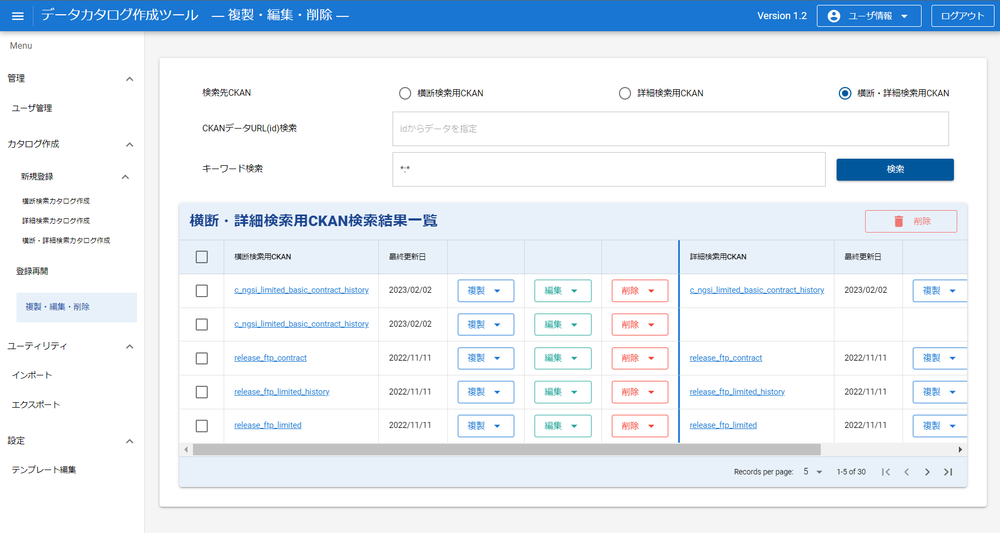 データカタログ作成ツール ― 複製・編集・削除 ―
Version 1.2
ユーザ情報
ログアウト
Menu
管理
ユーザ管理
カタログ作成
新規登録
横断検索カタログ作成
詳細検索カタログ作成
横断・詳細検索カタログ作成
登録再開
複製・編集・削除
ユーティリティ
インポート
エクスポート
設定
テンプレート編集
検索先CKAN 横断検索用CKAN 詳細検索用CKAN 横断・詳細検索用CKAN
CKANデータURL(id)検索 idからデータを指定
キーワード検索 *:* 検索
横断・詳細検索用CKAN検索結果一覧 削除
横断検索用CKAN 最終更新日 詳細検索用CKAN 最終更新日
c_ngsi_limited_basic_contract_history 2023/02/02 複製 編集 削除 c_ngsi_limited_basic_contract_history 2023/02/02 複製
c_ngsi_limited_basic_contract_history 2023/02/02 複製 編集 削除
release_ftp_contract 2022/11/11 複製 編集 削除 release_ftp_contract 2022/11/11 複製
release_ftp_limited_history 2022/11/11 複製 編集 削除 release_ftp_limited_history 2022/11/11 複製
release_ftp_limited 2022/11/11 複製 編集 削除 release_ftp_limited 2022/11/11 複製
Records per page: 5 1-5 of 30